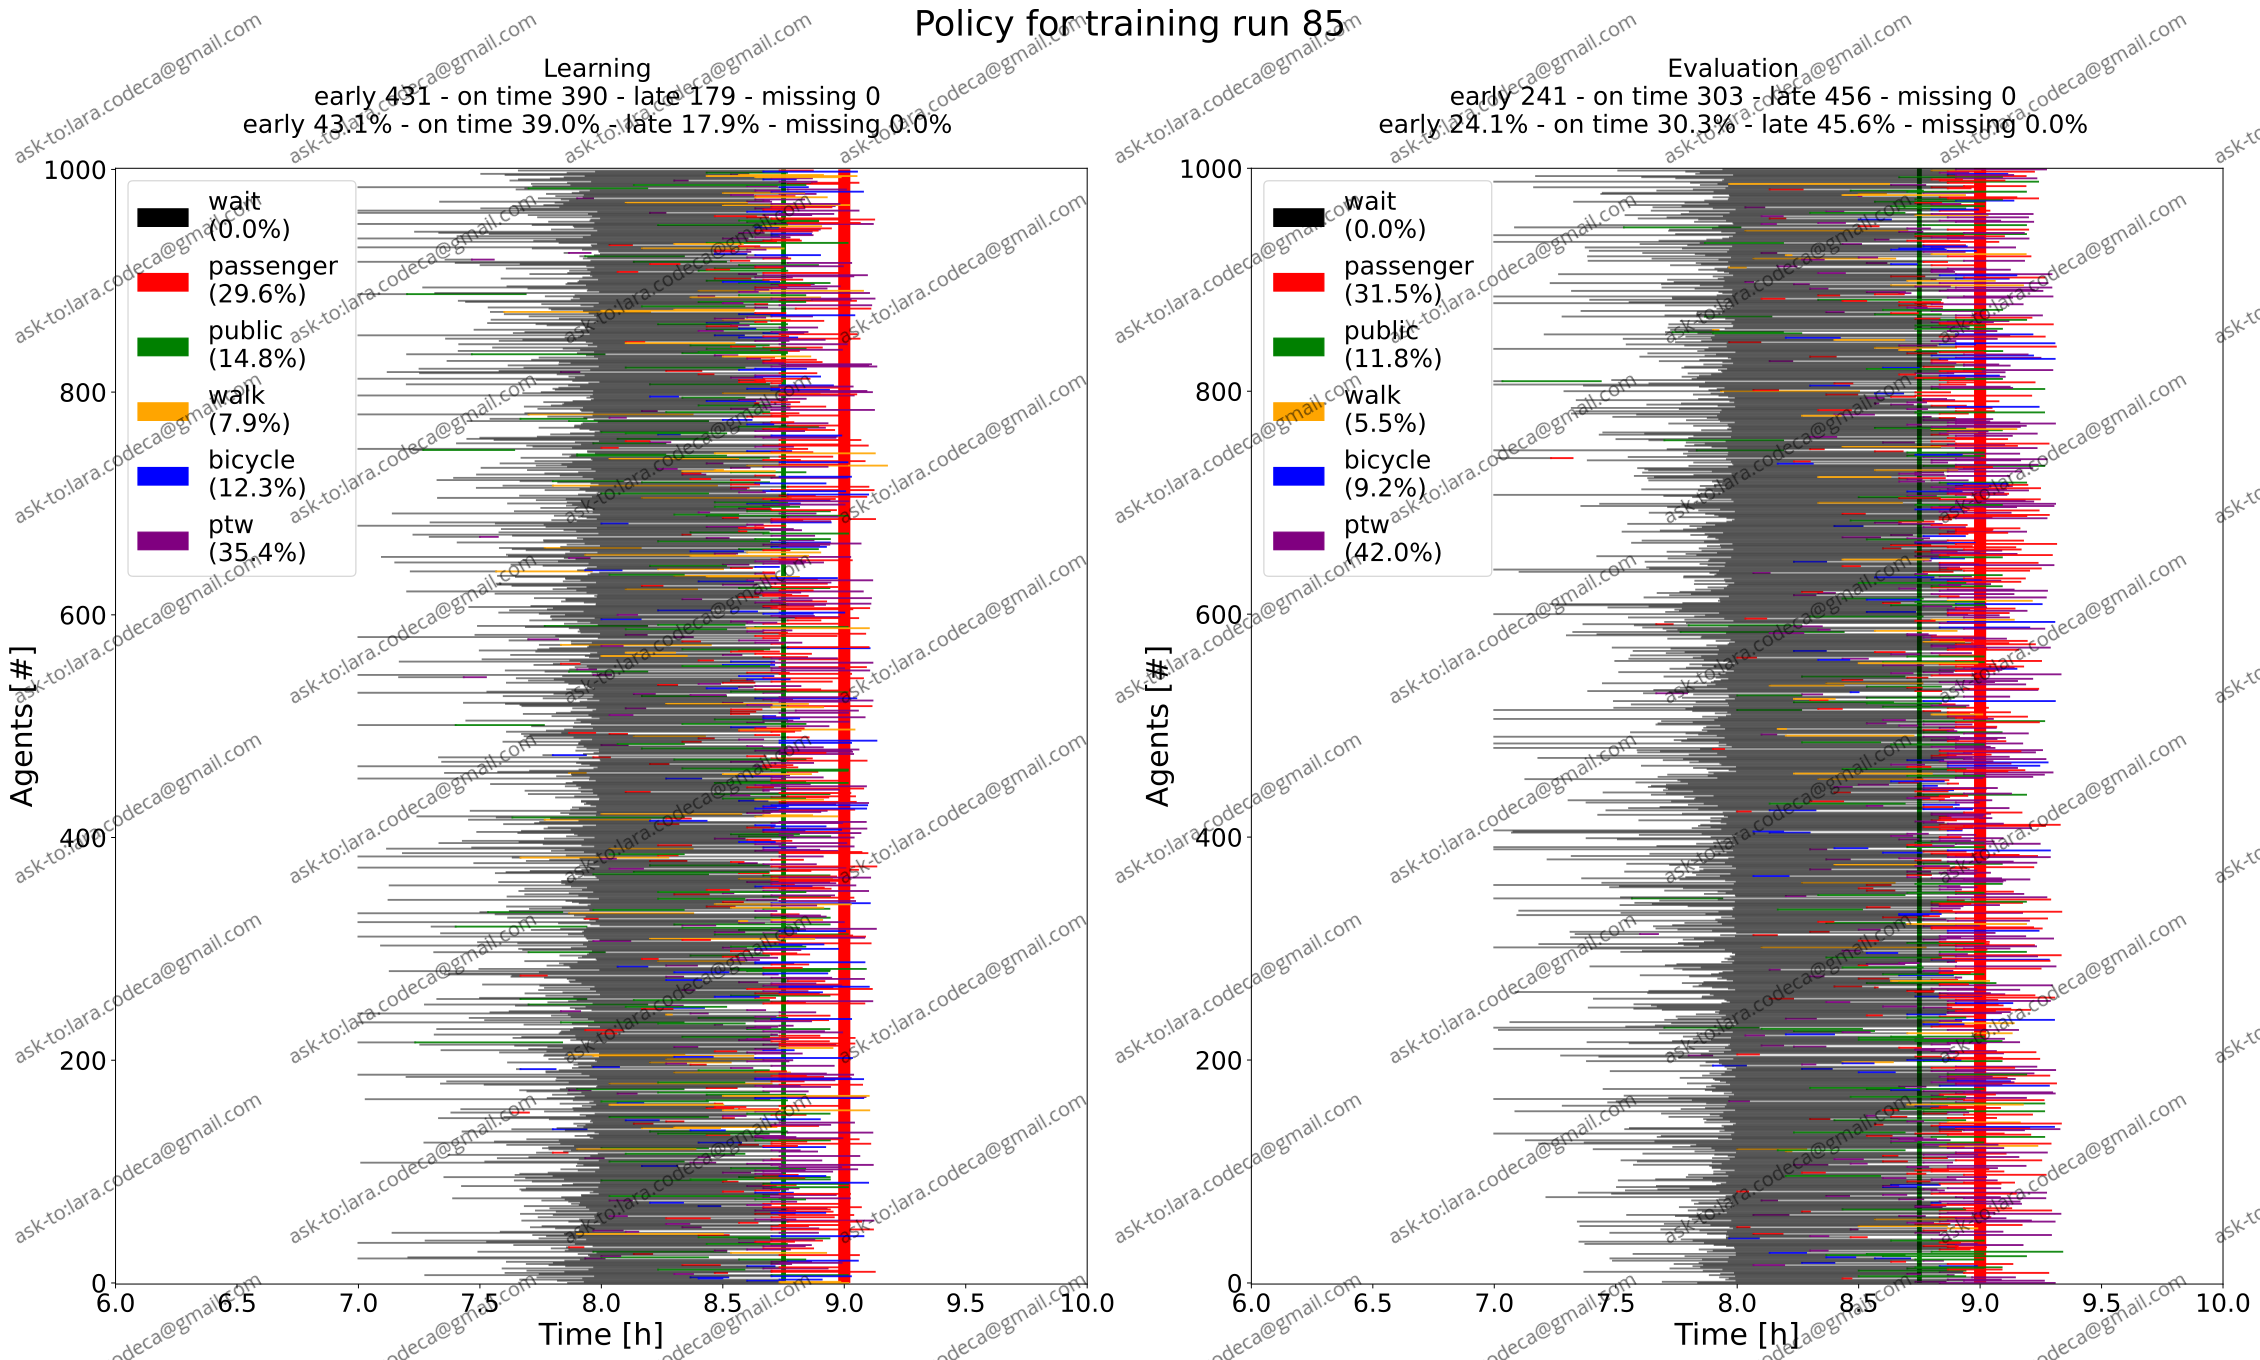 Policy for training run 85
Learning
early 431 - on time 390 - late 179 - missing 0
early 43.1% - on time 39.0% - late 17.9% - missing 0.0%
1000
800
600
400
200
0
Agents [#]
wait
(0.0%)
passenger
(29.6%)
public
(14.8%)
walk
(7.9%)
bicycle
(12.3%)
ptw
(35.4%)
6.0 6.5 7.0 7.5 8.0 8.5 9.0 9.5 10.0
Time [h]
Evaluation
early 241 - on time 303 - late 456 - missing 0
early 24.1% - on time 30.3% - late 45.6% - missing 0.0%
1000
800
600
400
200
0
Agents [#]
wait
(0.0%)
passenger
(31.5%)
public
(11.8%)
walk
(5.5%)
bicycle
(9.2%)
ptw
(42.0%)
6.0 6.5 7.0 7.5 8.0 8.5 9.0 9.5 10.0
Time [h]
ask-to:lara.codeca@gmail.com